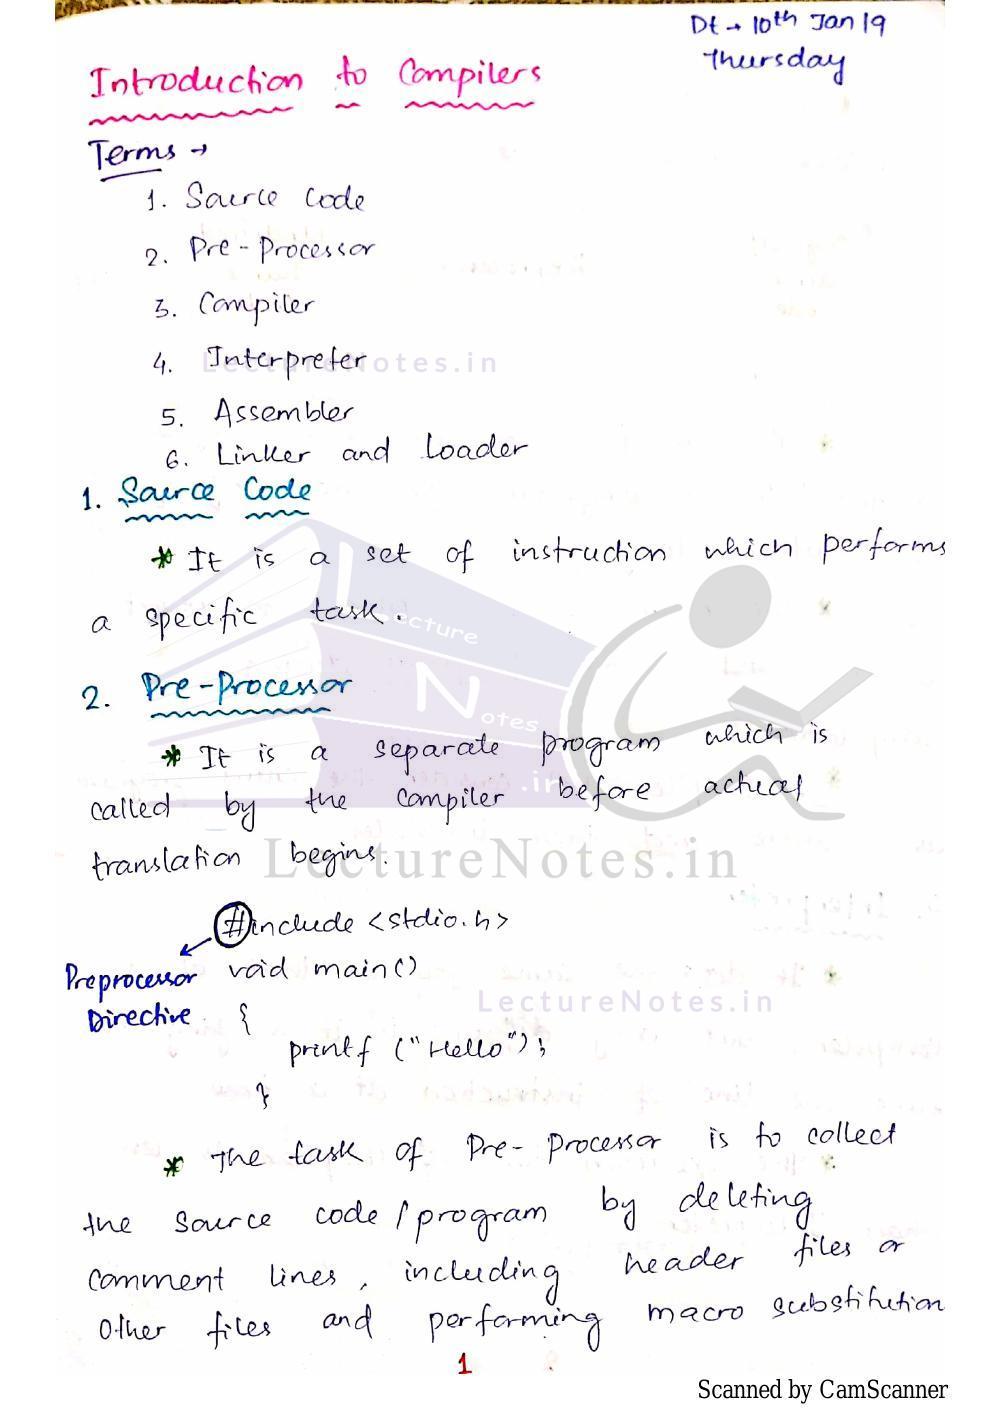 Dt → 10th Jan 19
Thursday
Introduction to Compilers
Terms →
1. Source Code
2. Pre-Processor
3. Compiler
4. Interpreter
LectureNotes.in
5. Assembler
6. Linker and Loader
1. Source Code
* It is a set of instruction which performs
a specific task.
Lecture
2. Pre-Processor
Notes
* It is a separate program which is
.in
called by the compiler before actual
translation begins.
LectureNotes.in
#include <stdio.h>
Preprocessor
Directive
void main()
LectureNotes.in
{
printf ("Hello");
}
* The task of Pre-Processor is to collect
the source code/program by deleting
comment lines, including header files or
other files and performing macro substitution
1
Scanned by CamScanner